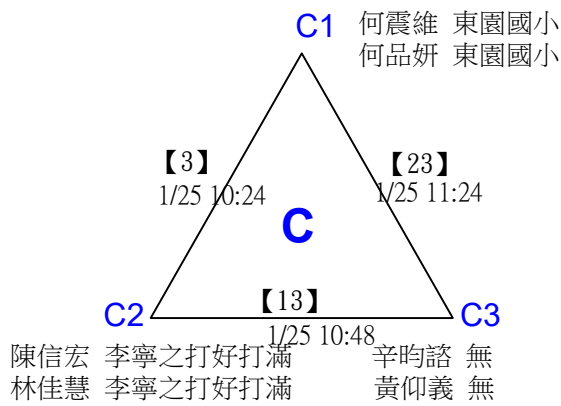 C1 何震維 東園國小
何品妍 東園國小
【3】
1/25 10:24
【23】
1/25 11:24
C
C2
【13】
1/25 10:48
C3
陳信宏 李寧之打好打滿
林佳慧 李寧之打好打滿
辛昀諮 無
黃仰義 無